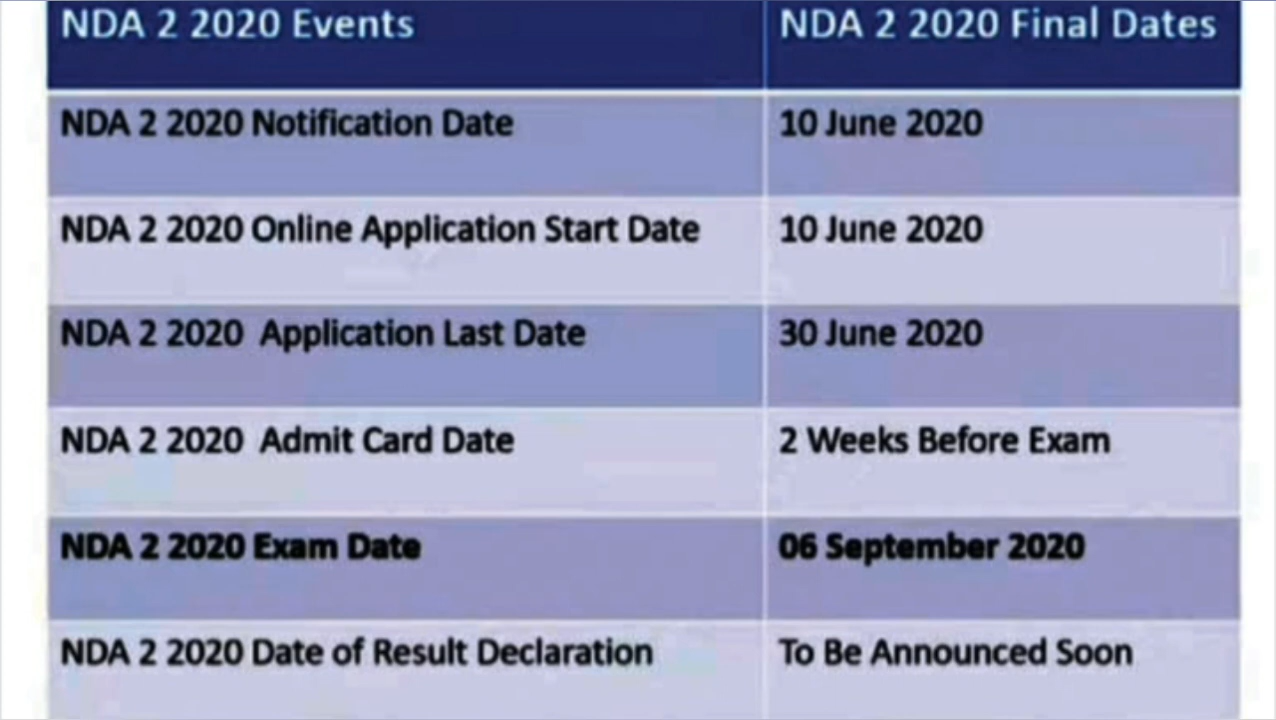 NDA 2 2020 Events NDA 2 2020 Final Dates
NDA 2 2020 Notification Date 10 June 2020
NDA 2 2020 Online Application Start Date 10 June 2020
NDA 2 2020 Application Last Date 30 June 2020
NDA 2 2020 Admit Card Date 2 Weeks Before Exam
NDA 2 2020 Exam Date 06 September 2020
NDA 2 2020 Date of Result Declaration To Be Announced Soon